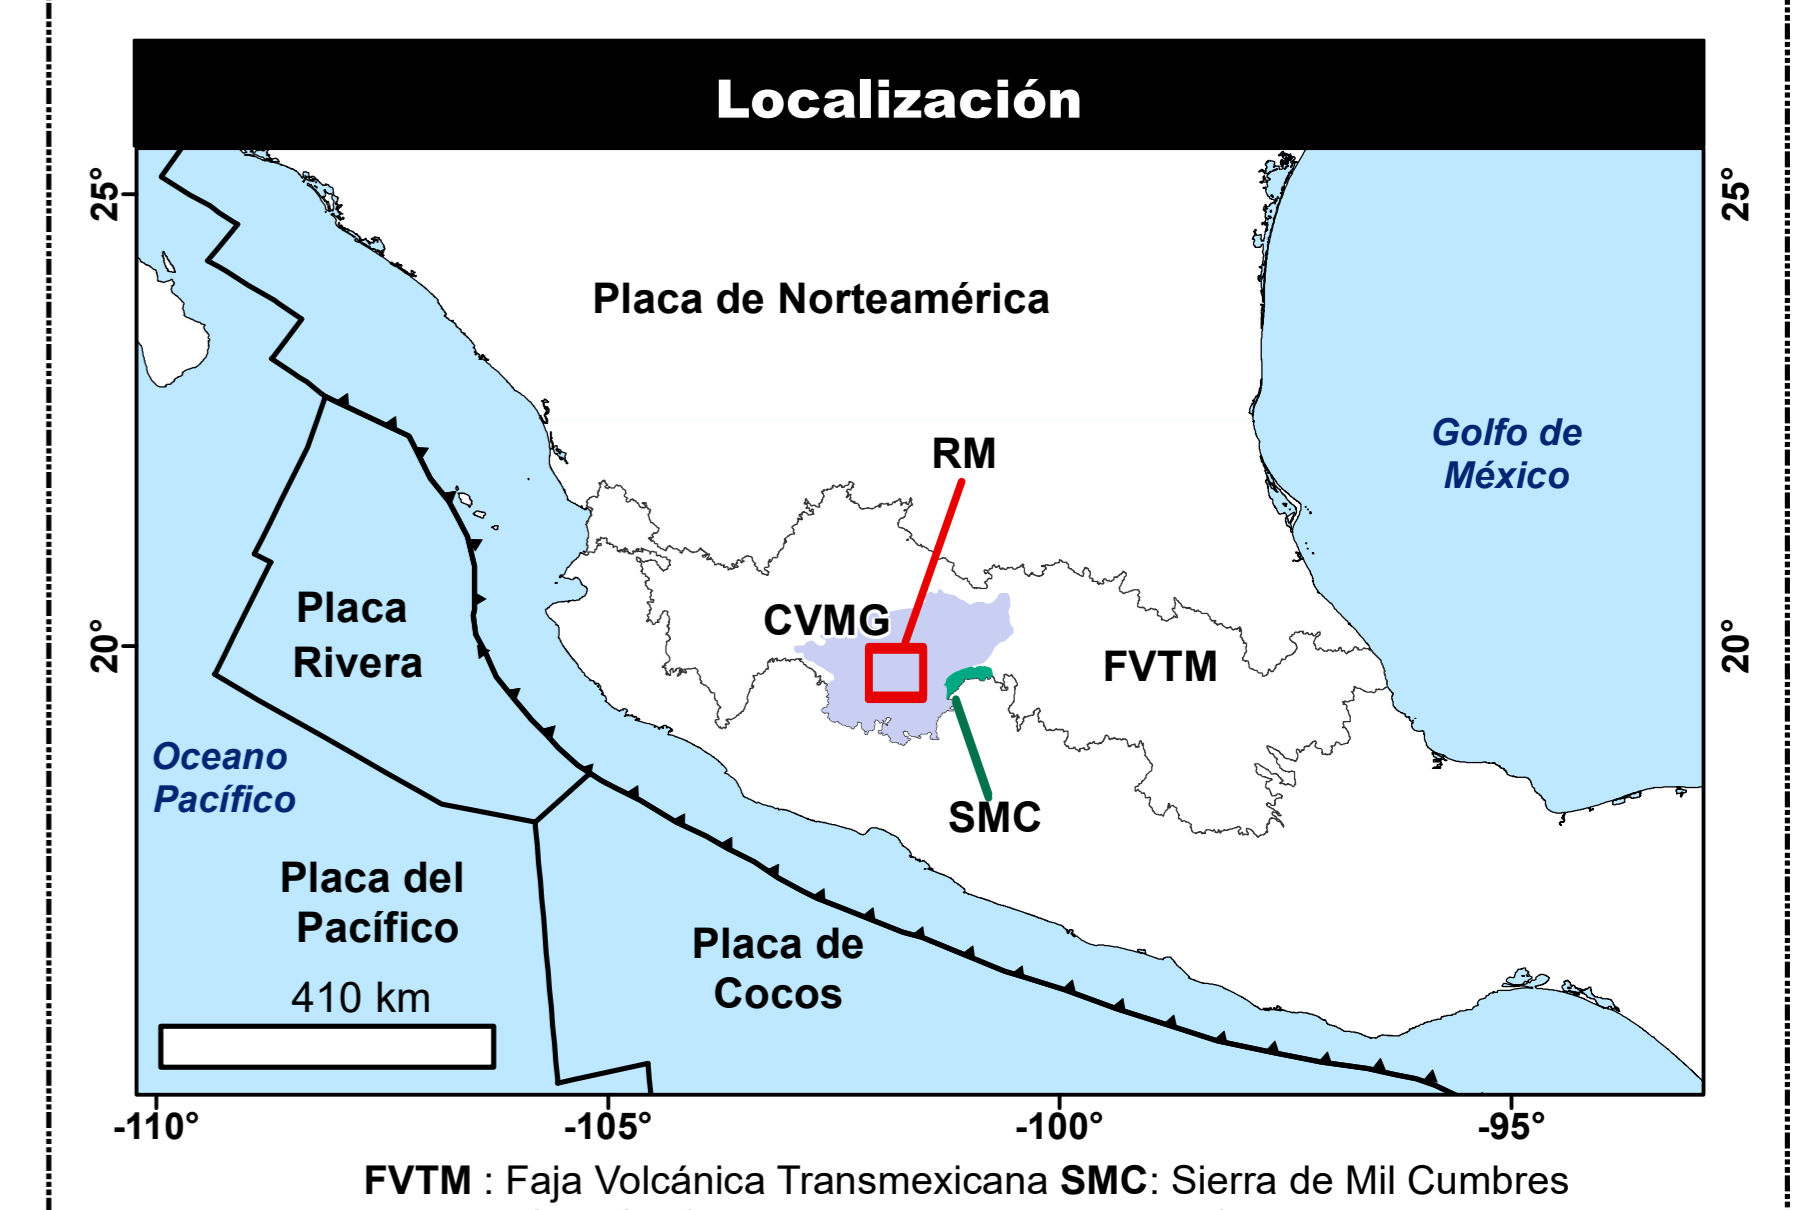 Localización
25°
25°
Placa de Norteamérica
Golfo de
México
RM
CVMG
Placa
Rivera
20°
FVTM
20°
Oceano
Pacífico
SMC
Placa del
Pacífico
Placa de
Cocos
410 km
-110°
-105°
-100°
-95°
FVTM : Faja Volcánica Transmexicana SMC: Sierra de Mil Cumbres